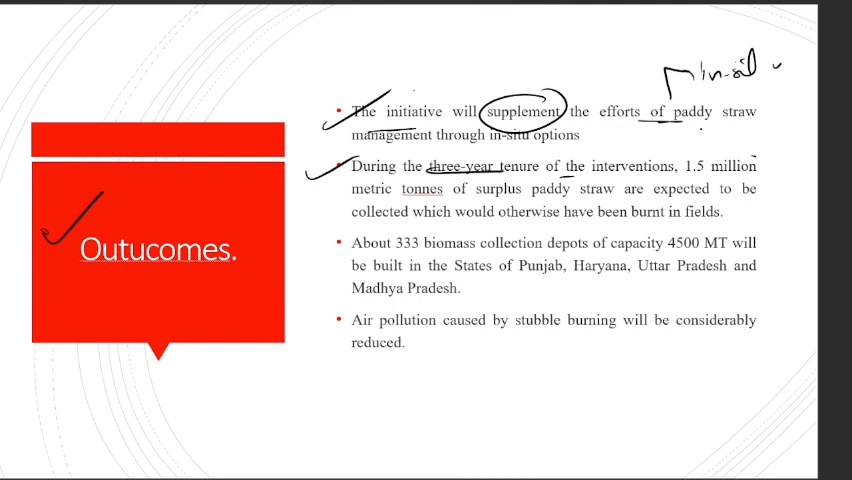 in-sit
• The initiative will supplement the efforts of paddy straw
management through in-situ options
• During the three-year tenure of the interventions, 1.5 million
metric tonnes of surplus paddy straw are expected to be
collected which would otherwise have been burnt in fields.
Outucomes.
• About 333 biomass collection depots of capacity 4500 MT will
be built in the States of Punjab, Haryana, Uttar Pradesh and
Madhya Pradesh.
• Air pollution caused by stubble burning will be considerably
reduced.